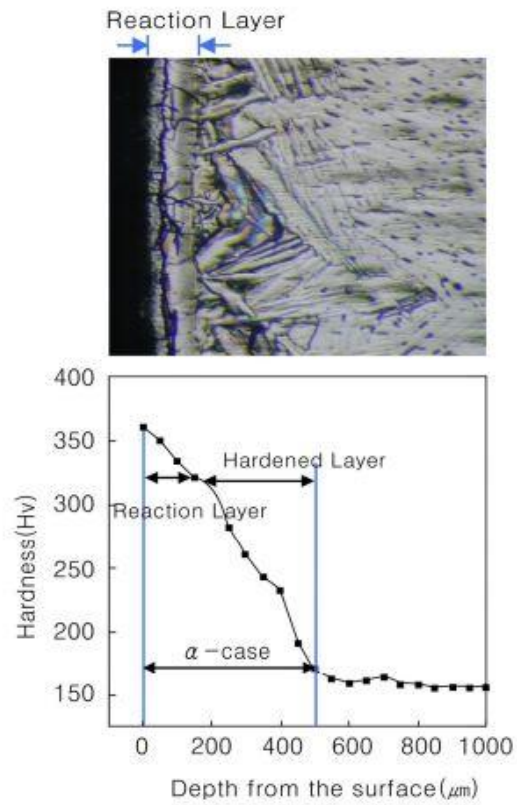 Reaction Layer
400
350
300
250
200
150
Hardness(Hv)
Hardened Layer
Reaction Layer
α-case
0 200 400 600 800 1000
Depth from the surface(μm)